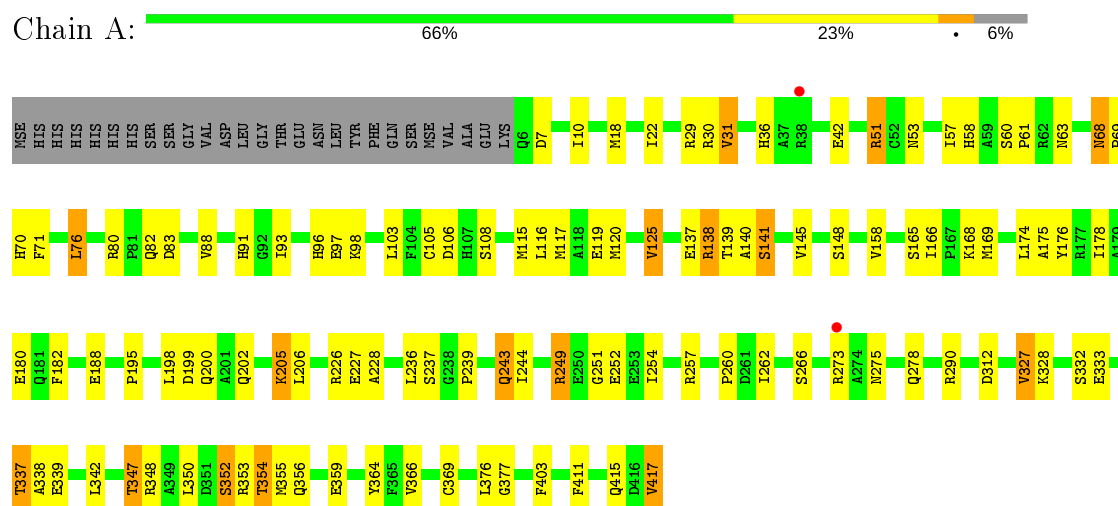 Chain A:
66% 23% • 6%
MSE HIS HIS HIS HIS HIS HIS SER SER GLY VAL ASP LEU GLY THR GLU ASN LEU TYR PHE GLN SER MSE VAL ALA GLU LYS Q6 D7 I10 M18 I22 R29 R30 V31 H36 A37 R38 E42 R51 C52 N53 I57 H58 A59 S60 P61 R62 N63 N68
H70 F71 L76 R80 P81 Q82 D83 V88 H91 G92 I93 H96 E97 K98 L103 F104 C105 D106 H107 S108 M115 L116 M117 A118 E119 M120 V125 E137 R138 T139 A140 S141 V145 S148 V158 S165 I166 P167 K168 M169 L174 A175 Y176 R177 I178
E180 Q181 F182 E188 P195 L198 D199 Q200 A201 Q202 K205 L206 R226 E227 A228 L236 S237 G238 P239 Q243 I244 R249 E250 G251 E252 E253 I254 R257 P260 D261 I262 S266 R273 A274 N275 Q278 R290 D312 V327 K328 S332 E333
T337 A338 E339 L342 T347 R348 A349 L350 D351 S352 R353 T354 M355 Q356 E359 Y364 F365 V366 C369 L376 G377 F403 F411 Q415 D416 V417